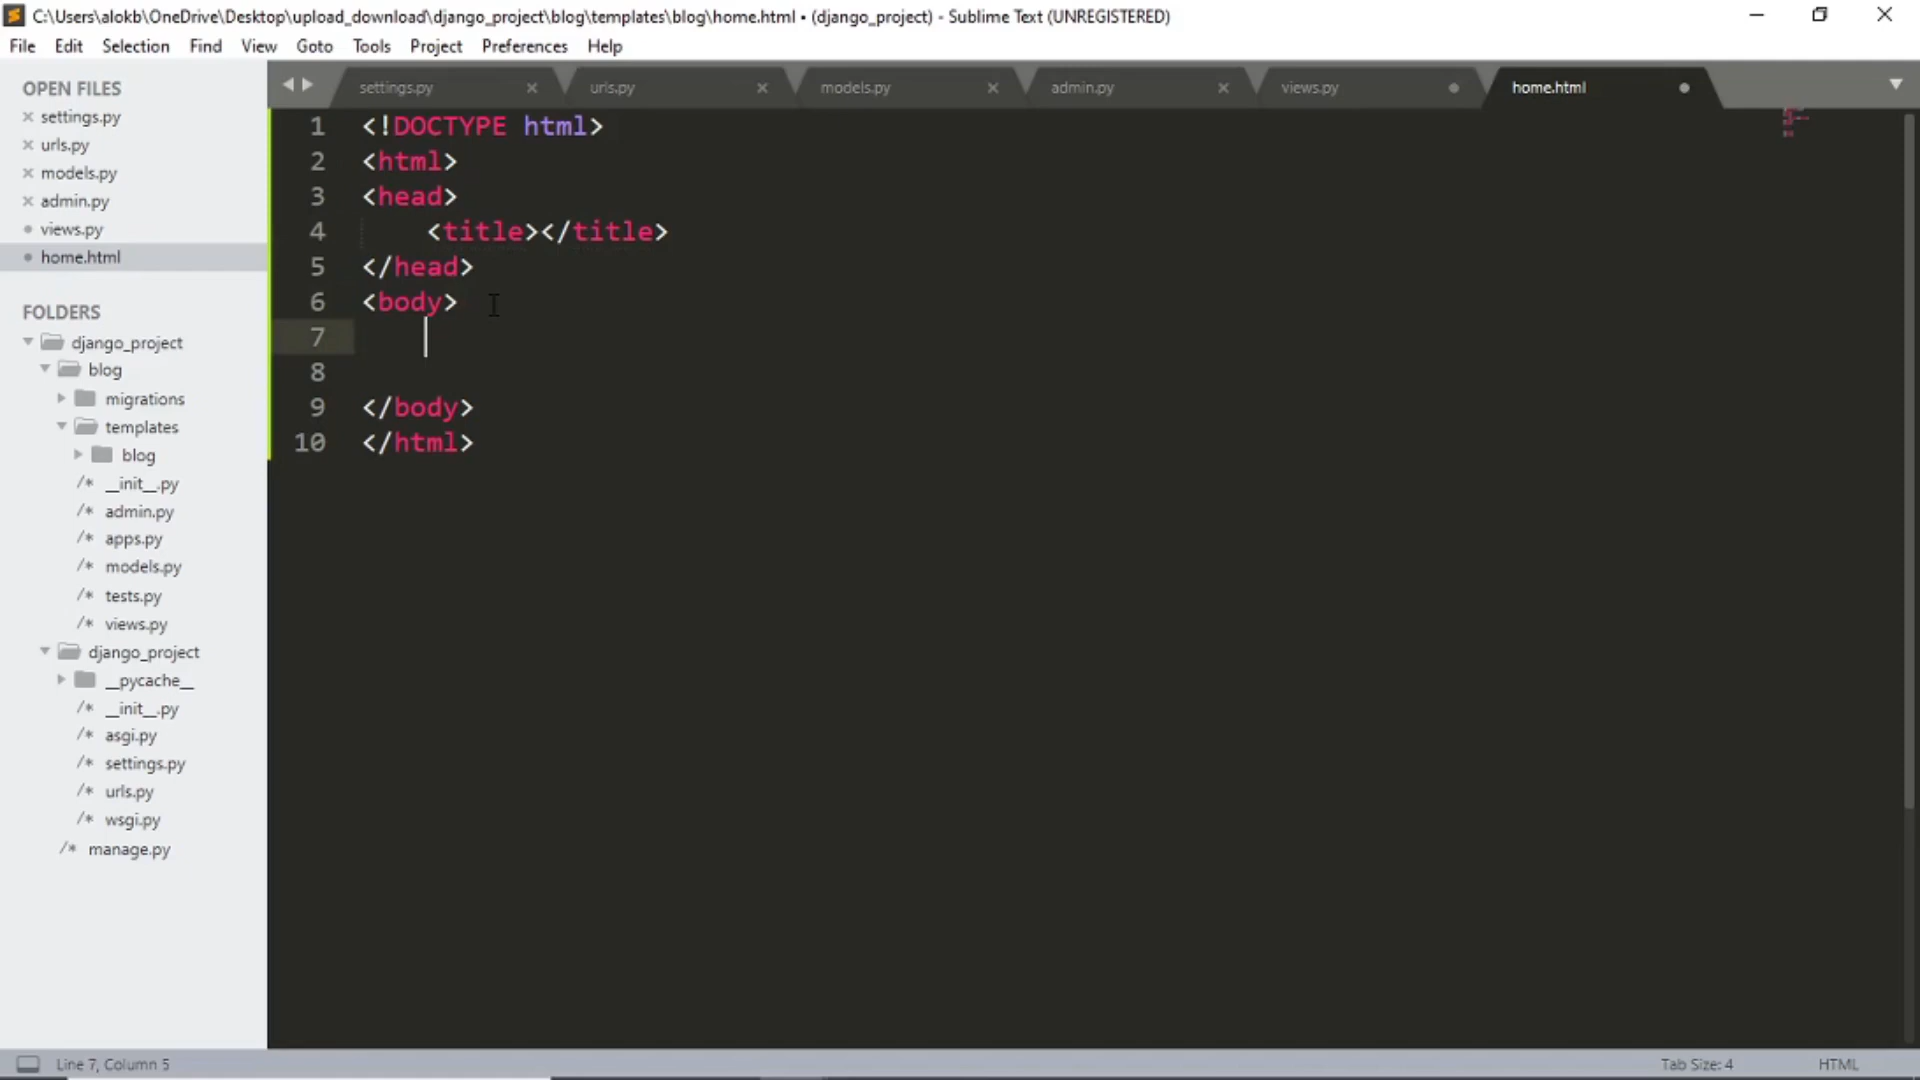 C:\Users\alokb\OneDrive\Desktop\upload_download\django_project\blog\templates\blog\home.html • (django_project) - Sublime Text (UNREGISTERED)
File Edit Selection Find View Goto Tools Project Preferences Help
OPEN FILES
settings.py
urls.py
models.py
admin.py
views.py
home.html
FOLDERS
django_project
blog
migrations
templates
blog
/* __init__.py
/* admin.py
/* apps.py
/* models.py
/* tests.py
/* views.py
django_project
__pycache__
/* __init__.py
/* asgi.py
/* settings.py
/* urls.py
/* wsgi.py
/* manage.py
settings.py urls.py models.py admin.py views.py home.html
1 <!DOCTYPE html>
2 <html>
3 <head>
4 <title></title>
5 </head>
6 <body>
7
8
9 </body>
10 </html>
Line 7, Column 5 Tab Size: 4 HTML